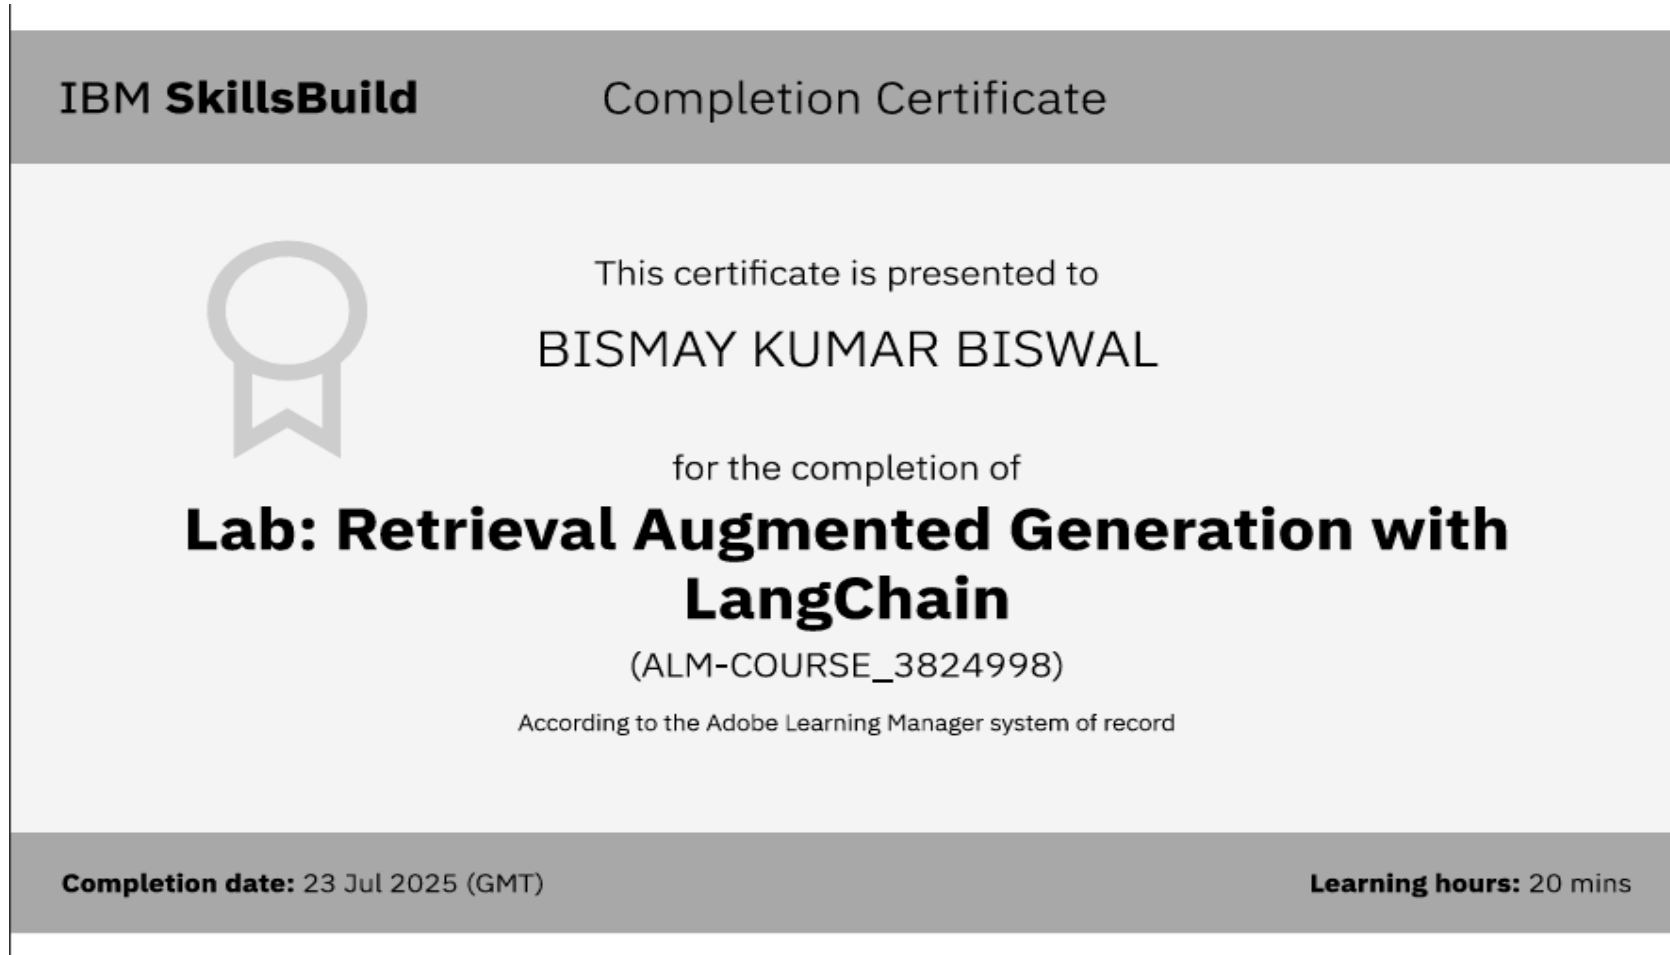 IBM SkillsBuild
Completion Certificate
This certificate is presented to
BISMAY KUMAR BISWAL
for the completion of
Lab: Retrieval Augmented Generation with
LangChain
(ALM-COURSE_3824998)
According to the Adobe Learning Manager system of record
Completion date: 23 Jul 2025 (GMT)
Learning hours: 20 mins